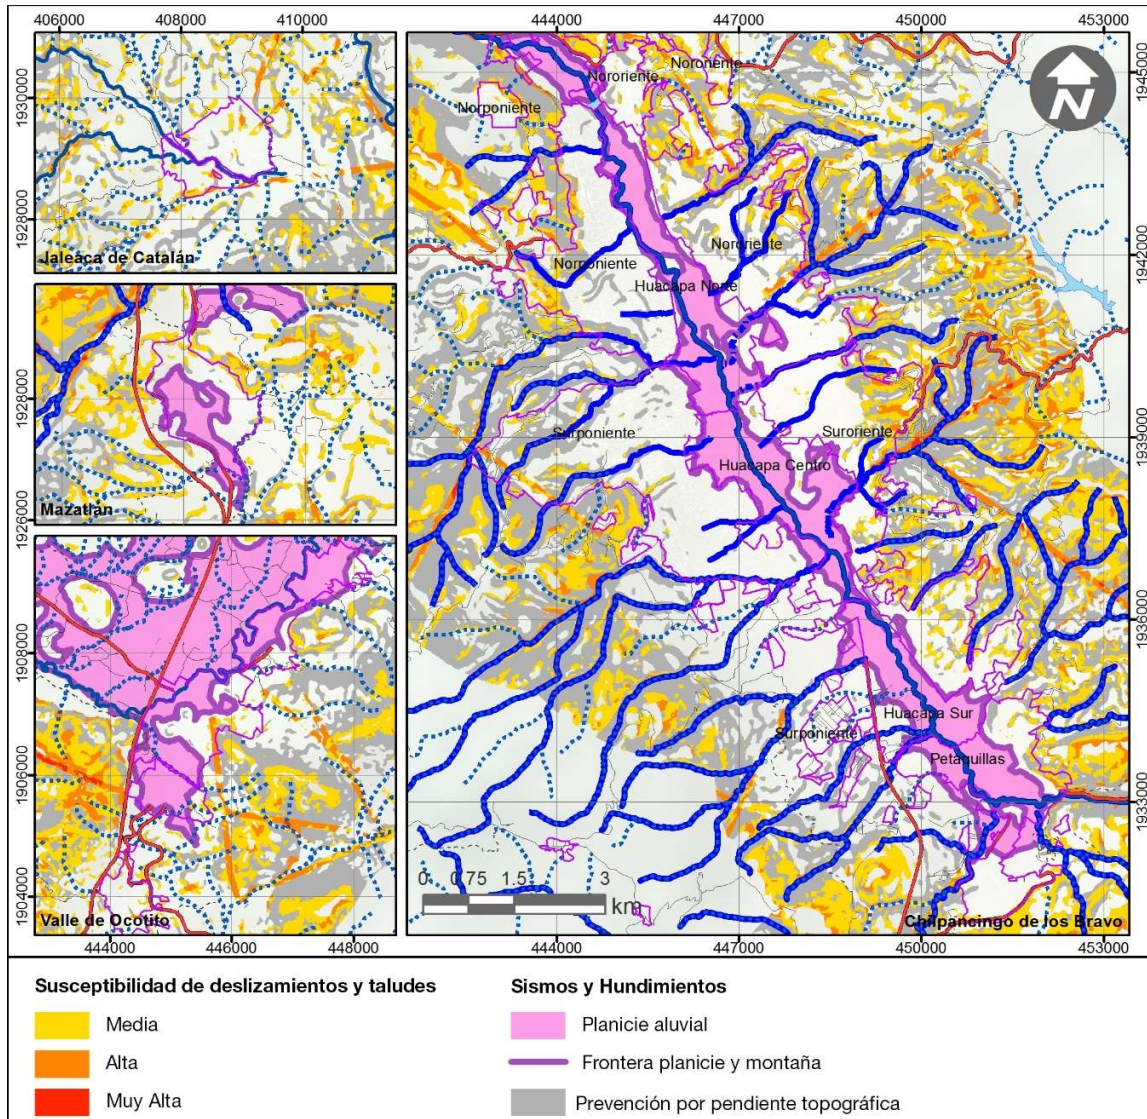 406000 408000 410000
444000 447000 450000 453000
1930000
1928000
Jaleaca de Catalán
1928000
1926000
Mazatlán
1908000
1906000
1904000
Valle de Ocotito
444000 446000 448000
1945000
1942000
1939000
1936000
1933000
Nororiente
Nororiente
Norponiente
N
Nororiente
Norponiente
Huacapa Norte
Surponiente
Suroriente
Huacapa Centro
Huacapa Sur
Surponiente
Petaquillas
0 0.75 1.5 3
km
Chilpancingo de los Bravo
444000 447000 450000 453000
Susceptibilidad de deslizamientos y taludes
Media
Alta
Muy Alta
Sismos y Hundimientos
Planicie aluvial
Frontera planicie y montaña
Prevención por pendiente topográfica